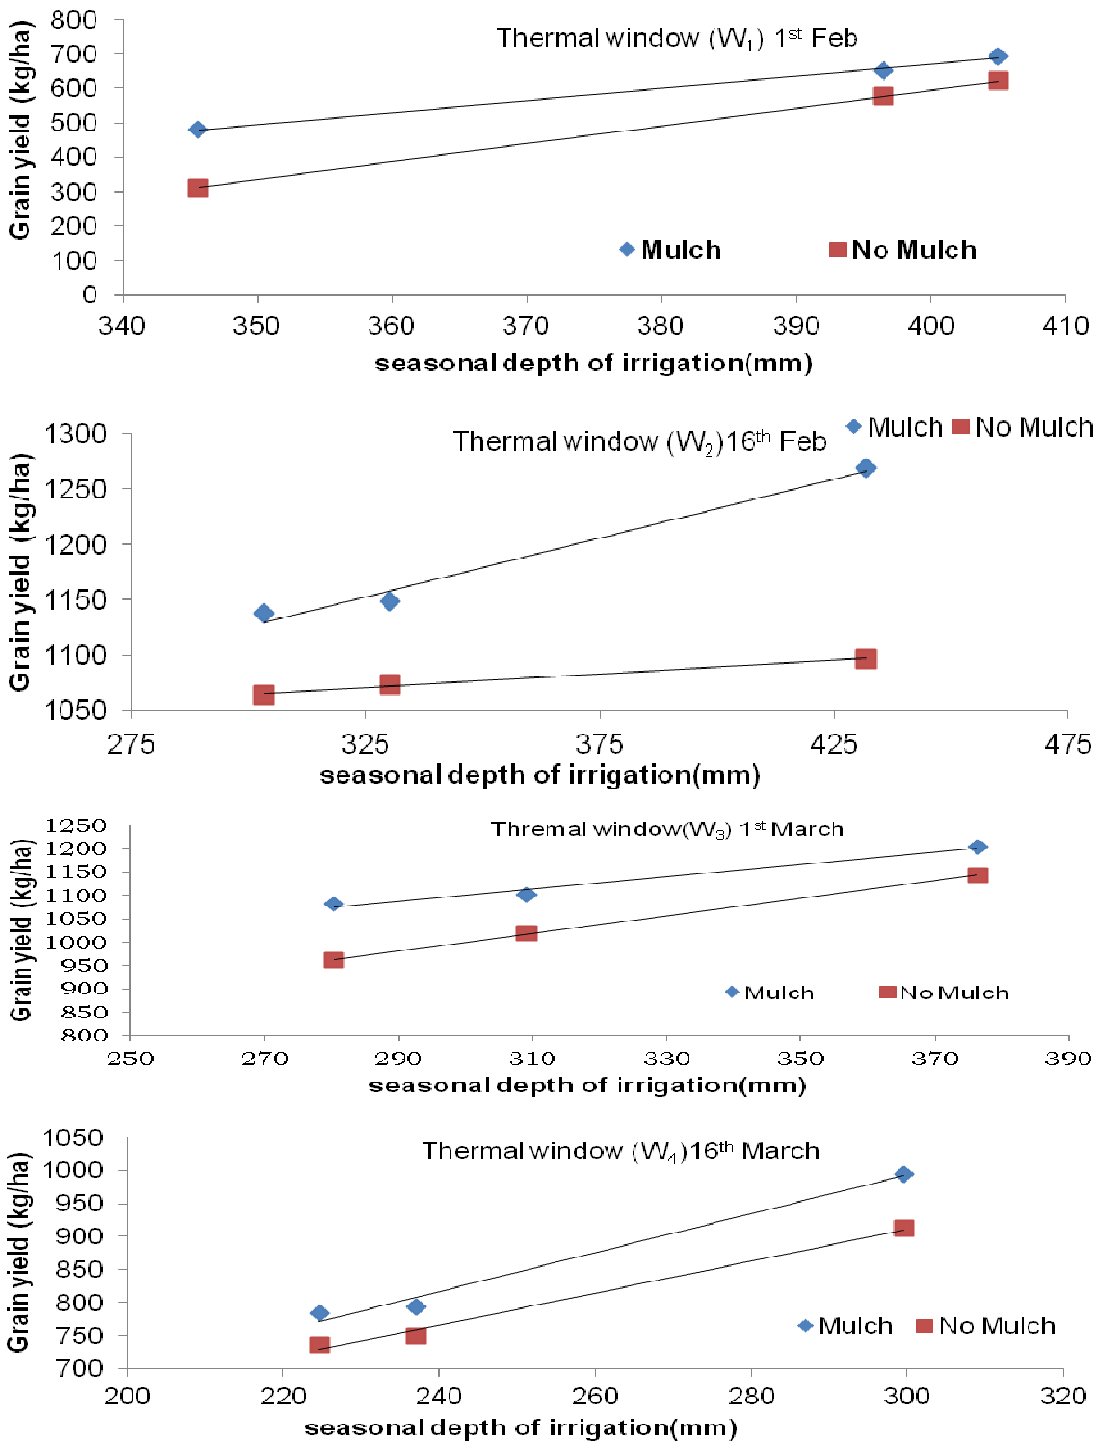 Thermal window (W1) 1st Feb
Grain yield (kg/ha)
800
700
600
500
400
300
200
100
0
Mulch No Mulch
340 350 360 370 380 390 400 410
seasonal depth of irrigation(mm)
Mulch No Mulch
Thermal window (W2)16th Feb
Grain yield (kg/ha)
1300
1250
1200
1150
1100
1050
275 325 375 425 475
seasonal depth of irrigation(mm)
Thremal window(W3) 1st March
Grain yield (kg/ha)
1250
1200
1150
1100
1050
1000
950
900
850
800
Mulch No Mulch
250 270 290 310 330 350 370 390
seasonal depth of irrigation(mm)
Thermal window (W4)16th March
Grain yield (kg/ha)
1050
1000
950
900
850
800
750
700
Mulch No Mulch
200 220 240 260 280 300 320
seasonal depth of irrigation(mm)